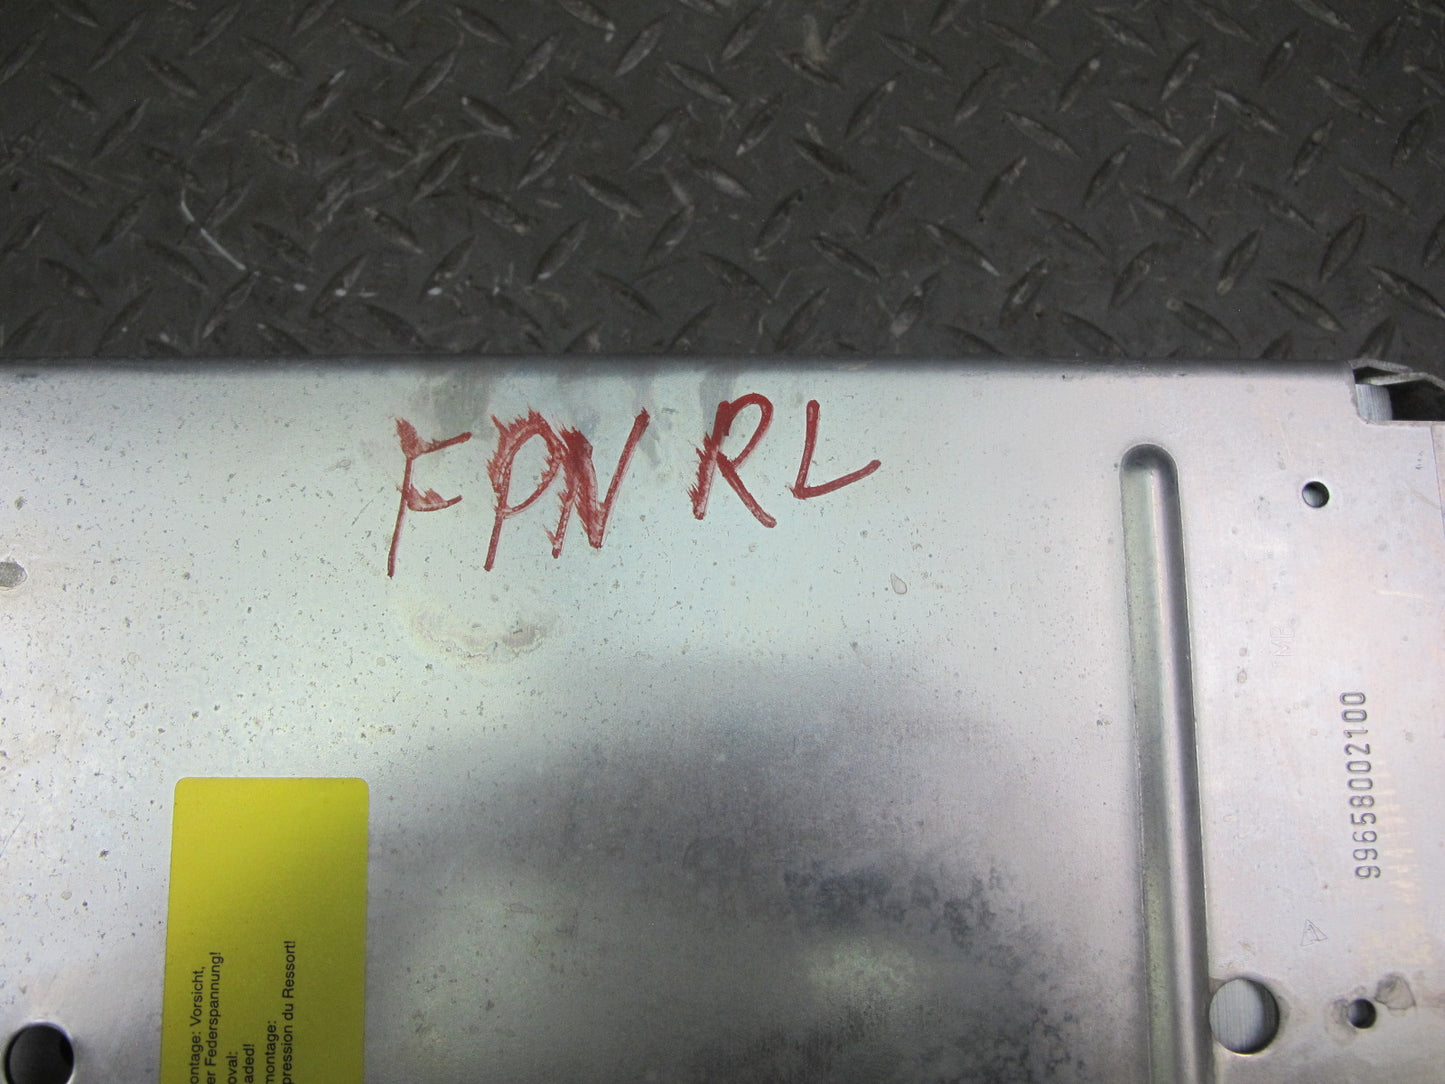 FPN RL
99658002100
ontage: Vorsicht,
er Federspannung!
oval:
aded!
montage:
pression du Ressort!